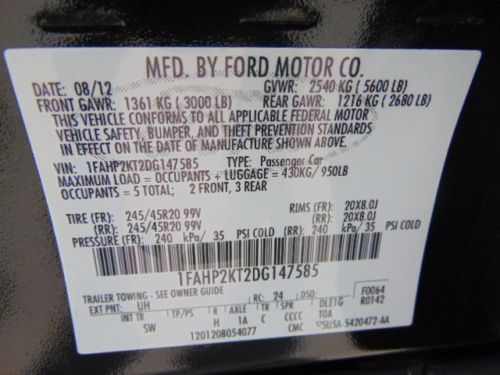 MFD. BY FORD MOTOR CO.
DATE: 08/12 GVWR: 2540 KG ( 5600 LB)
FRONT GAWR: 1361 KG ( 3000 LB) REAR GAWR: 1216 KG ( 2680 LB)
THIS VEHICLE CONFORMS TO ALL APPLICABLE FEDERAL MOTOR
VEHICLE SAFETY, BUMPER, AND THEFT PREVENTION STANDARDS
IN EFFECT ON THE DATE OF MANUFACTURE SHOWN ABOVE.
VIN: 1FAHP2KT2DG147585 TYPE: Passenger Car
MAXIMUM LOAD = OCCUPANTS + LUGGAGE = 430KG/ 950LB
OCCUPANTS = 5 TOTAL; 2 FRONT, 3 REAR
TIRE (FR): 245/45R20 99V RIMS (FR): 20X8.0J
(RR): 245/45R20 99V (RR): 20X8.0J
PRESSURE (FR): 240 kPa/ 35 PSI COLD (RR): 240 kPa/ 35 PSI COLD
1FAHP2KT2DG147585
TRAILER TOWING - SEE OWNER GUIDE
EXT PNT: UH RC: 24 DSO: F0064
INT TR TP/PS R AXLE TR SPR DLE1G R0142
SW H 1A C CCCC TOA
1201208054077 CMC SU5A-5420472-AA